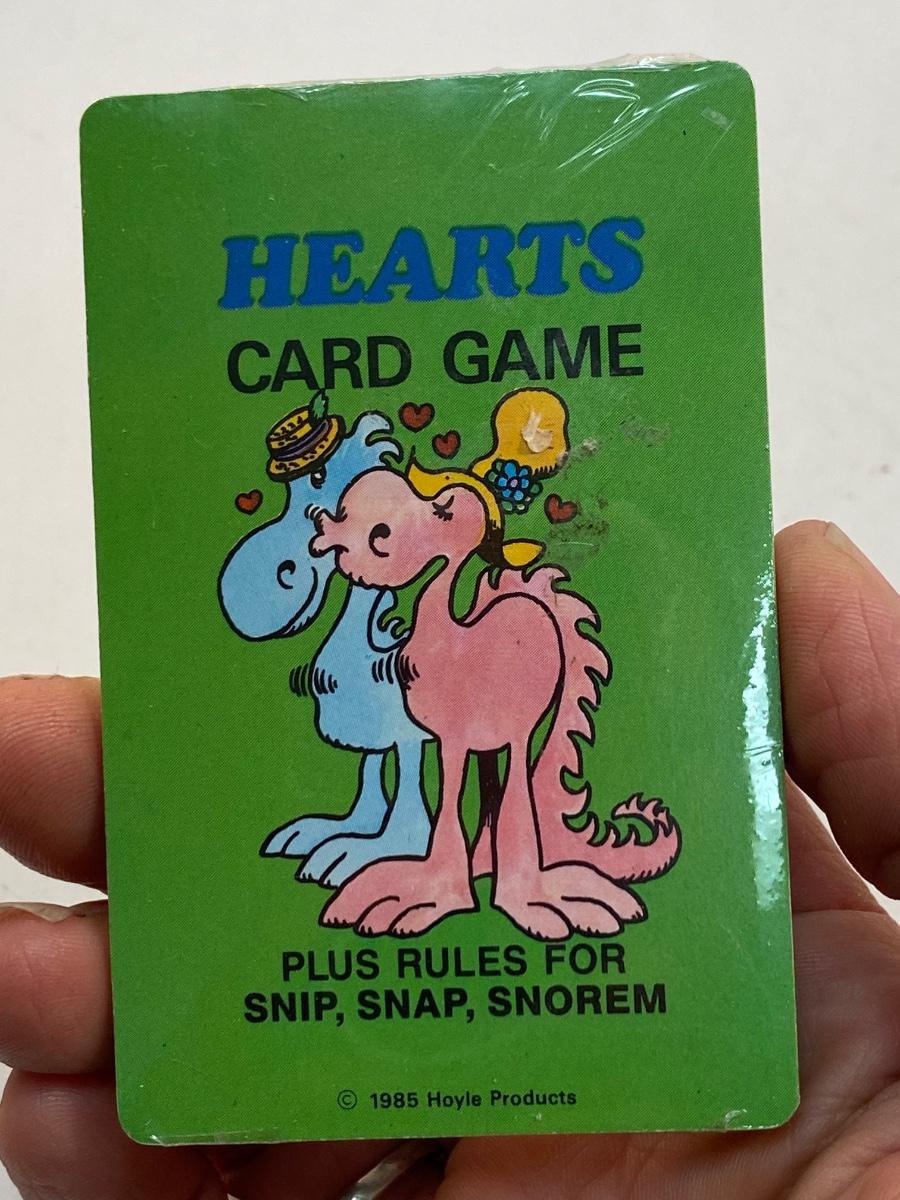 HEARTS
CARD GAME
PLUS RULES FOR
SNIP, SNAP, SNOREM
© 1985 Hoyle Products